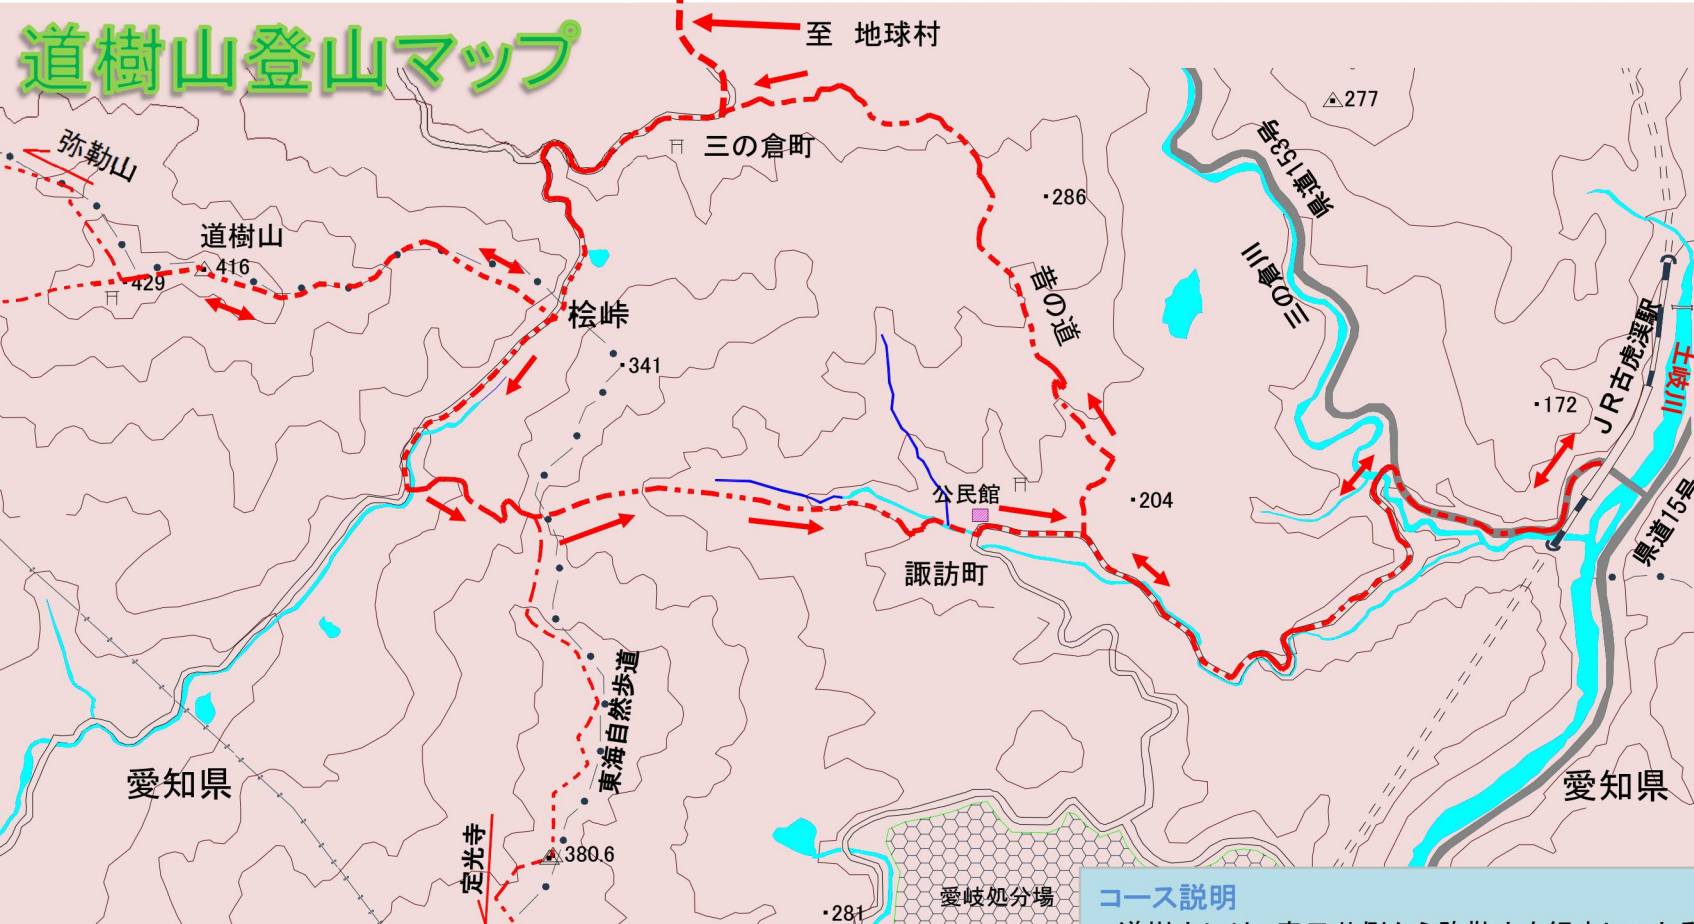 道樹山登山マップ
至 地球村
277
弥勒山
三の倉町
県道153号
286
道樹山
416
429
昔の道
三の倉川
桧峠
JR古虎渓駅
土岐川
341
172
公民館
204
県道15号
諏訪町
東海自然歩道
愛知県
愛知県
定光寺
380.6
愛岐処分場
281
コース説明